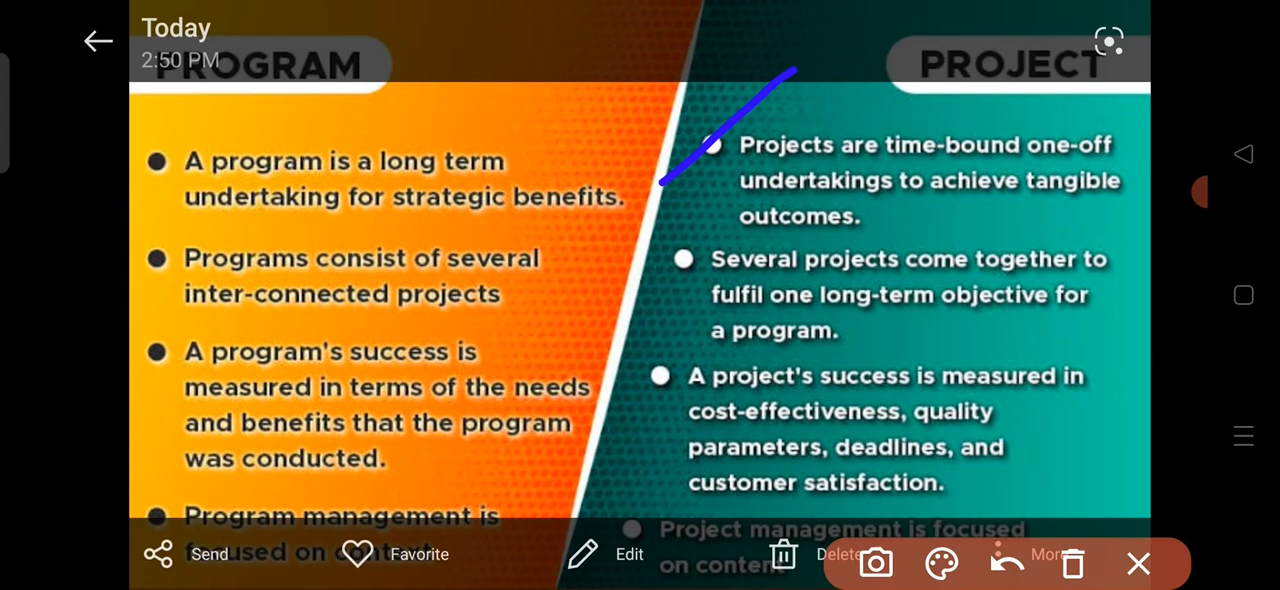 Today
2:50 PM
PROGRAM
PROJECT
A program is a long term
undertaking for strategic benefits.
Programs consist of several
inter-connected projects
A program's success is
measured in terms of the needs
and benefits that the program
was conducted.
Program management is
focused on context
Projects are time-bound one-off
undertakings to achieve tangible
outcomes.
Several projects come together to
fulfil one long-term objective for
a program.
A project's success is measured in
cost-effectiveness, quality
parameters, deadlines, and
customer satisfaction.
Project management is focused
on content
Send
Favorite
Edit
Delete
More